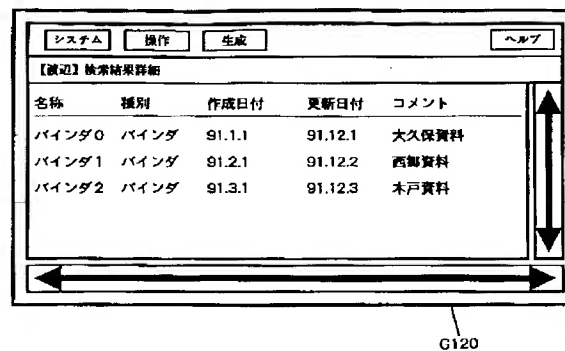 システム 操作 生成 ヘルプ
【渡辺】検索結果詳細
名称 種別 作成日付 更新日付 コメント
バインダ0 バインダ 91.1.1 91.12.1 大久保資料
バインダ1 バインダ 91.2.1 91.12.2 西郷資料
バインダ2 バインダ 91.3.1 91.12.3 木戸資料
G120